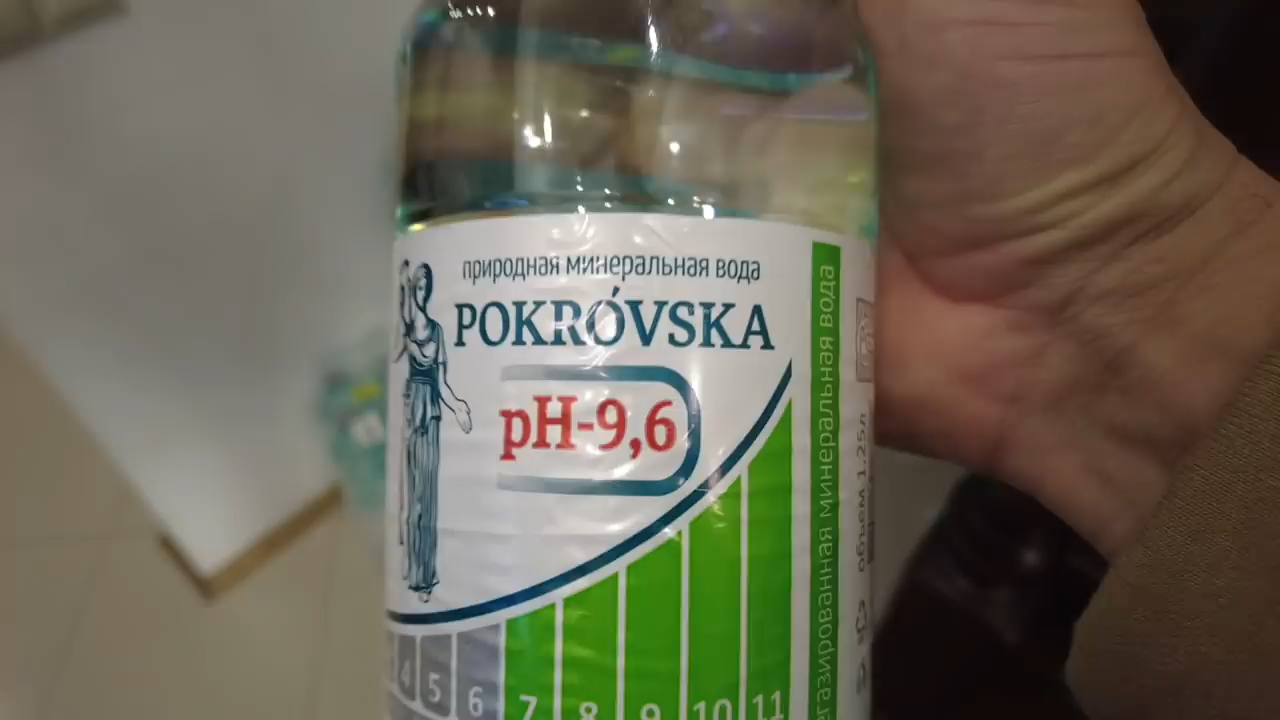 природная минеральная вода
POKRÓVSKA
pH-9,6
4 5 6 7 8 9 10 11
минеральная вода
объем 1,25л